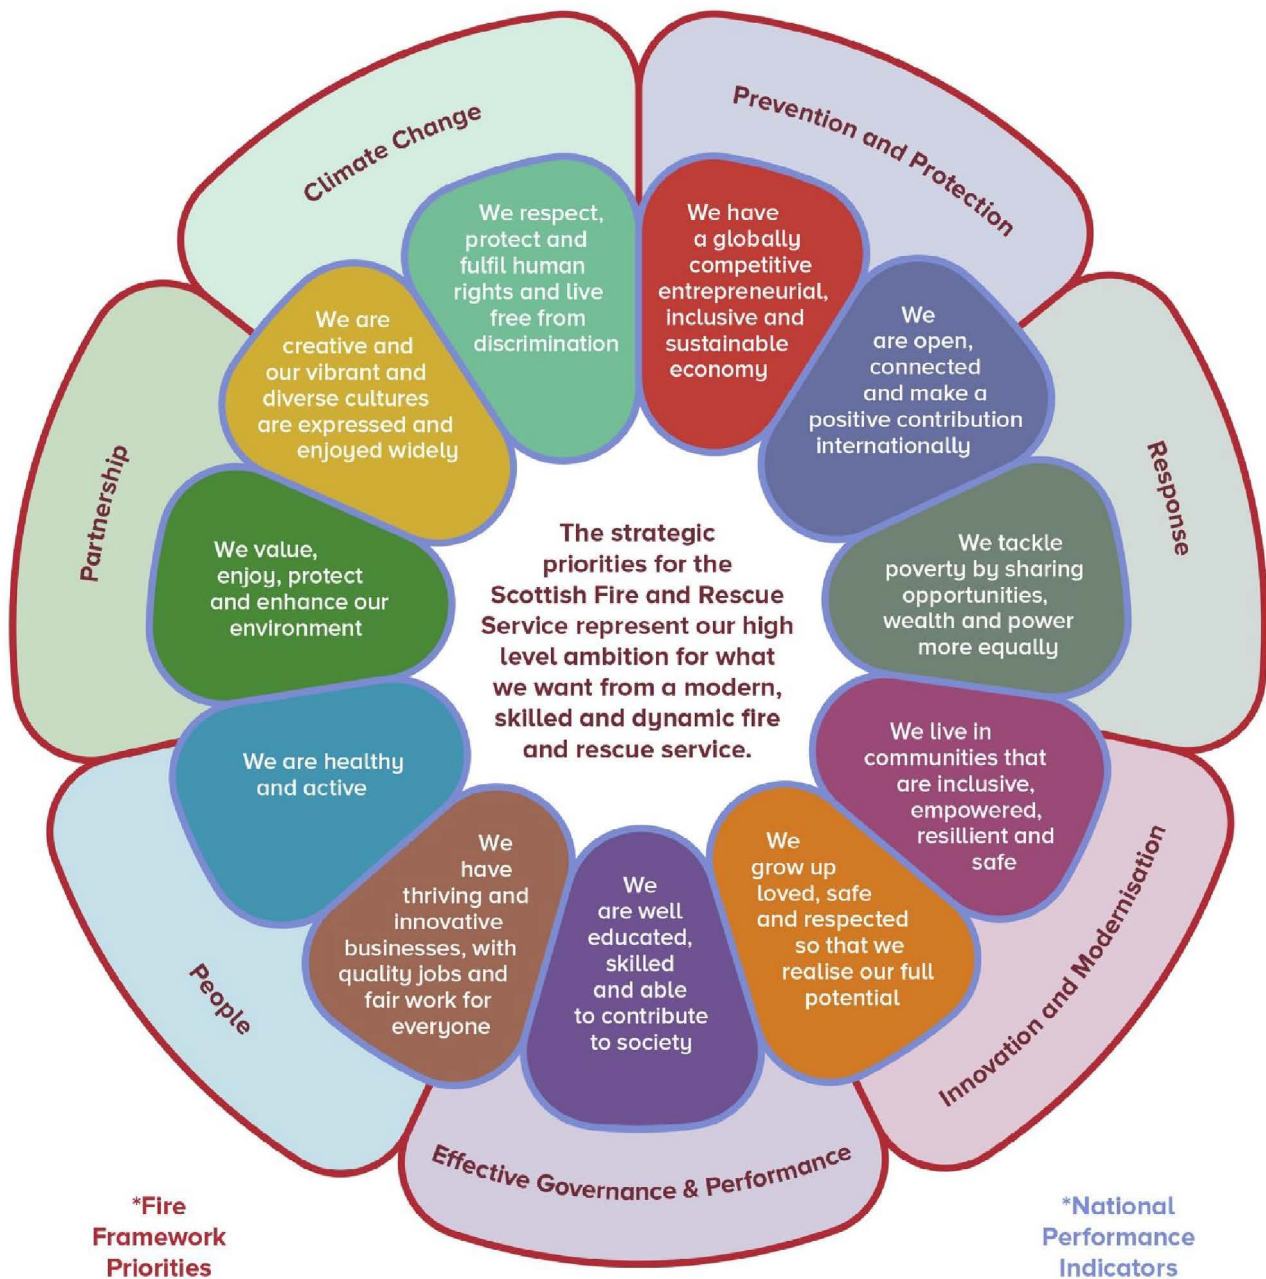 Climate Change
Prevention and Protection
Response
Innovation and Modernisation
Effective Governance & Performance
People
Partnership
We respect,
protect and
fulfil human
rights and live
free from
discrimination
We have
a globally
competitive
entrepreneurial,
inclusive and
sustainable
economy
We
are open,
connected
and make a
positive contribution
internationally
We tackle
poverty by sharing
opportunities,
wealth and power
more equally
We live in
communities that
are inclusive,
empowered,
resillient and
safe
We
grow up
loved, safe
and respected
so that we
realise our full
potential
We
are well
educated,
skilled
and able
to contribute
to society
We
have
thriving and
innovative
businesses, with
quality jobs and
fair work for
everyone
We are healthy
and active
We value,
enjoy, protect
and enhance our
environment
We are
creative and
our vibrant and
diverse cultures
are expressed and
enjoyed widely
The strategic
priorities for the
Scottish Fire and Rescue
Service represent our high
level ambition for what
we want from a modern,
skilled and dynamic fire
and rescue service.
*Fire
Framework
Priorities
*National
Performance
Indicators